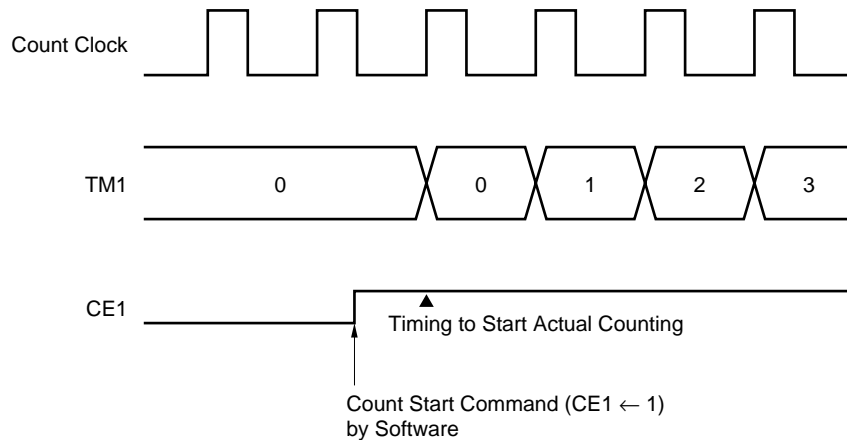 Count Clock
TM1
0
0
1
2
3
CE1
Timing to Start Actual Counting
Count Start Command (CE1 ← 1)
by Software